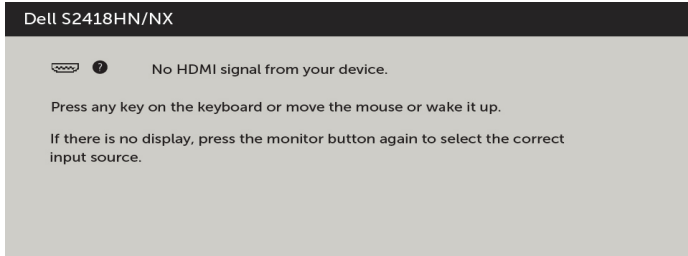 Dell S2418HN/NX
? No HDMI signal from your device.
Press any key on the keyboard or move the mouse or wake it up.
If there is no display, press the monitor button again to select the correct
input source.